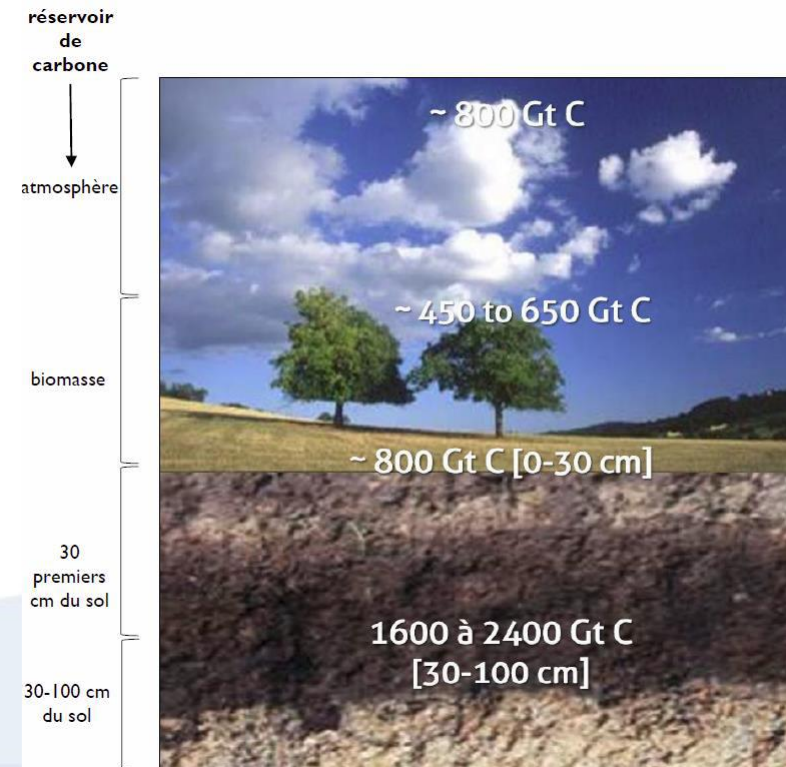 réservoir
de
carbone
atmosphère
biomasse
30
premiers
cm du sol
30-100 cm
du sol
~ 800 Gt C
~ 450 to 650 Gt C
~ 800 Gt C [0-30 cm]
1600 à 2400 Gt C
[30-100 cm]